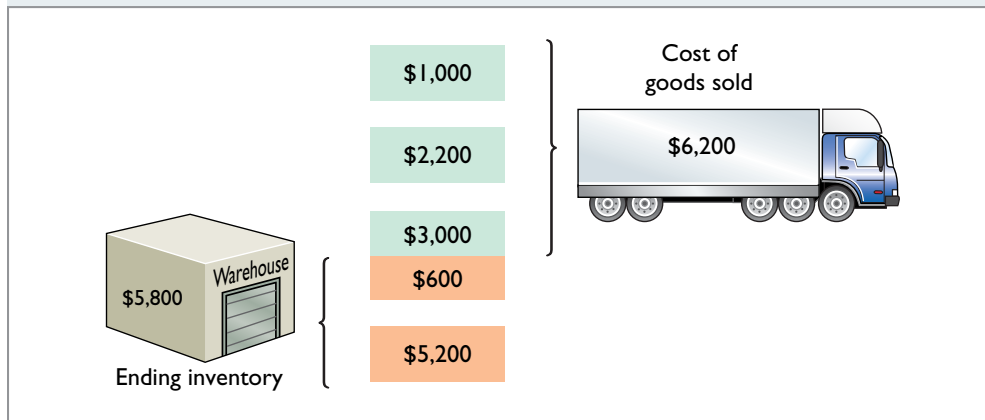 Cost of
goods sold
$1,000
$6,200
$2,200
$3,000
Warehouse
$600
$5,800
$5,200
Ending inventory